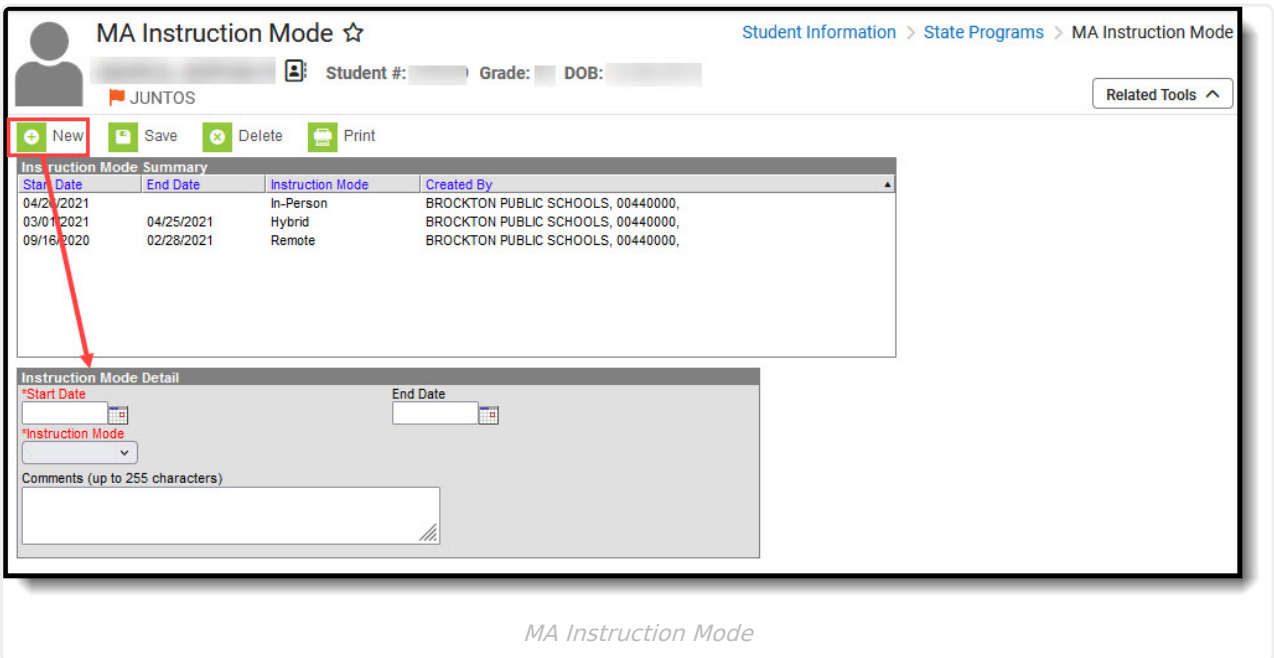 MA Instruction Mode ☆
Student Information > State Programs > MA Instruction Mode
Student #: Grade: DOB:
JUNTOS
Related Tools
New Save Delete Print
Instruction Mode Summary
Start Date End Date Instruction Mode Created By
04/26/2021 In-Person BROCKTON PUBLIC SCHOOLS, 00440000,
03/01/2021 04/25/2021 Hybrid BROCKTON PUBLIC SCHOOLS, 00440000,
09/16/2020 02/28/2021 Remote BROCKTON PUBLIC SCHOOLS, 00440000,
Instruction Mode Detail
*Start Date End Date
*Instruction Mode
Comments (up to 255 characters)
MA Instruction Mode